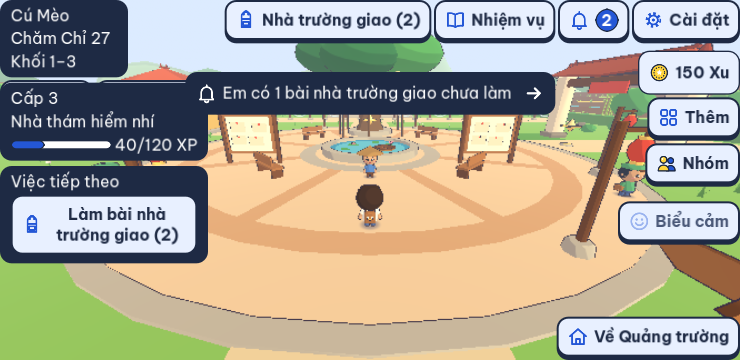 Cú Mèo
Chăm Chỉ 27
Khối 1–3
Nhà trường giao (2)
Nhiệm vụ
2
Cài đặt
Em có 1 bài nhà trường giao chưa làm →
150 Xu
Cấp 3
Nhà thám hiểm nhí
40/120 XP
Thêm
Nhóm
Việc tiếp theo
Làm bài nhà
trường giao (2)
Biểu cảm
Về Quảng trường